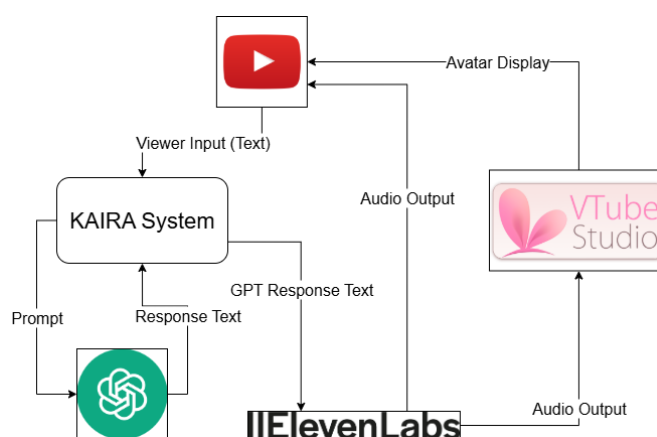 Avatar Display
Viewer Input (Text)
Audio Output
VTube
Studio
KAIRA System
GPT Response Text
Prompt
Response Text
IIElevenLabs
Audio Output